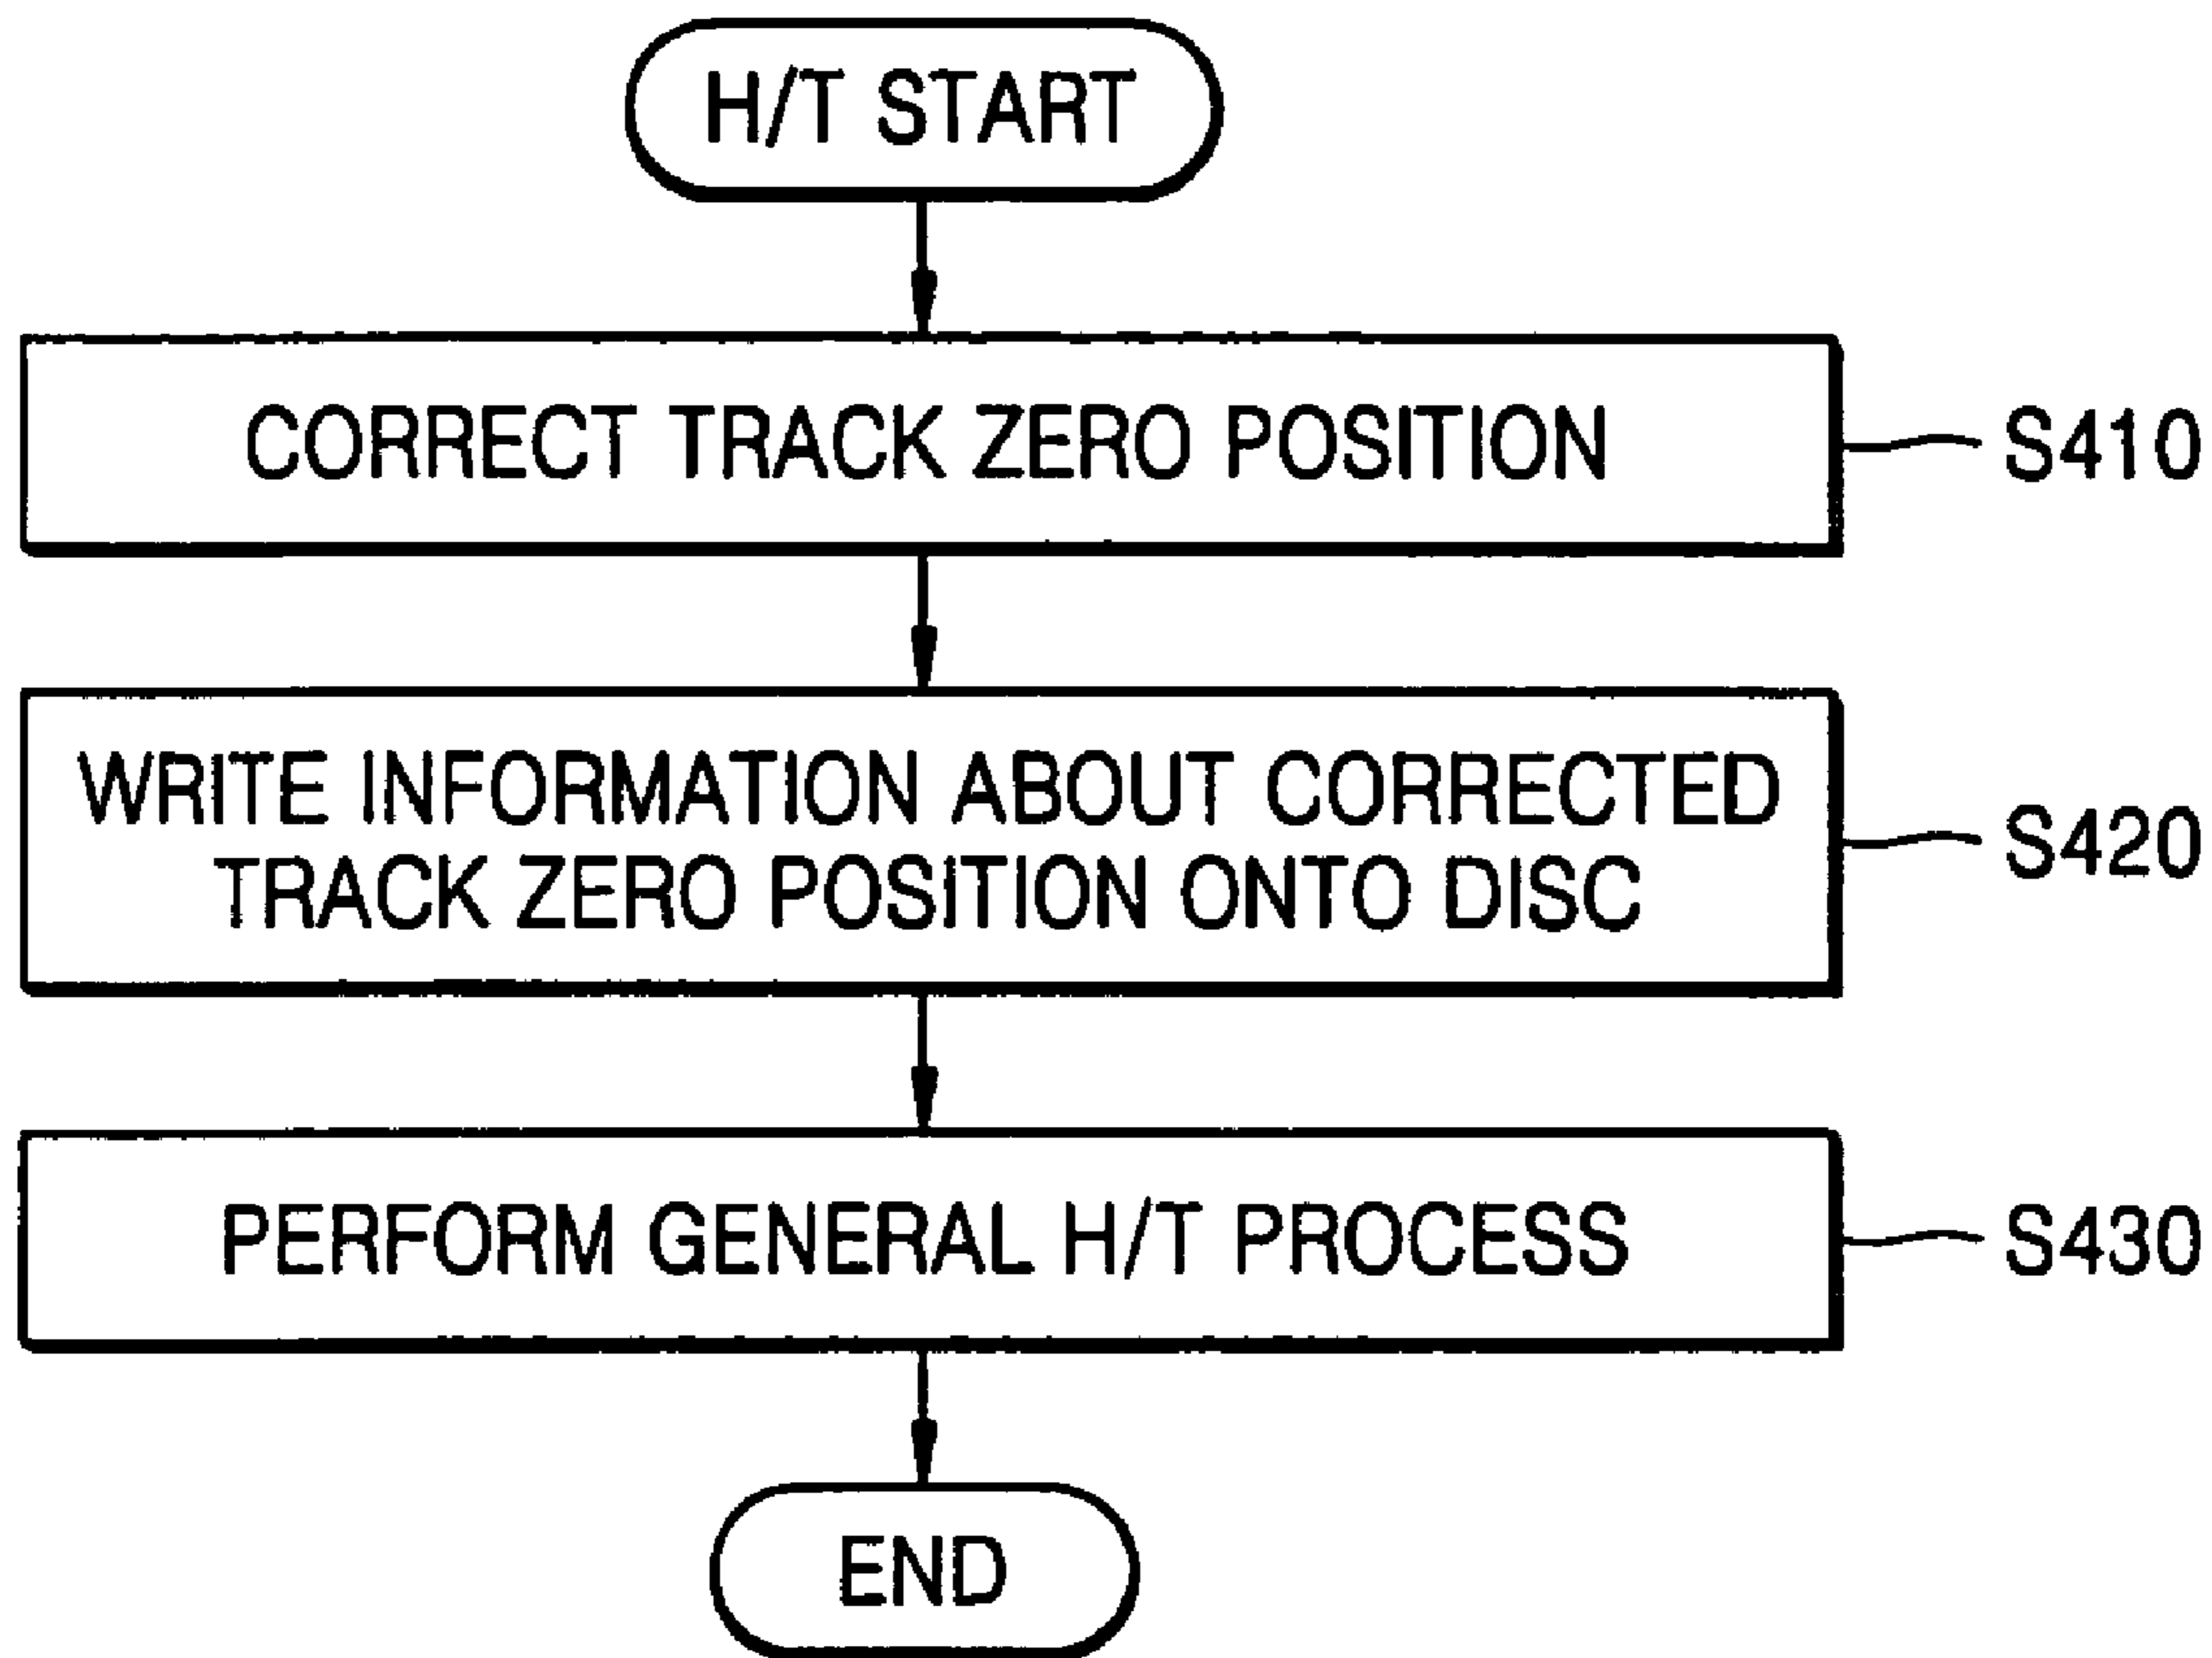 H/T START
CORRECT TRACK ZERO POSITION
S410
WRITE INFORMATION ABOUT CORRECTED
TRACK ZERO POSITION ONTO DISC
S420
PERFORM GENERAL H/T PROCESS
S430
END